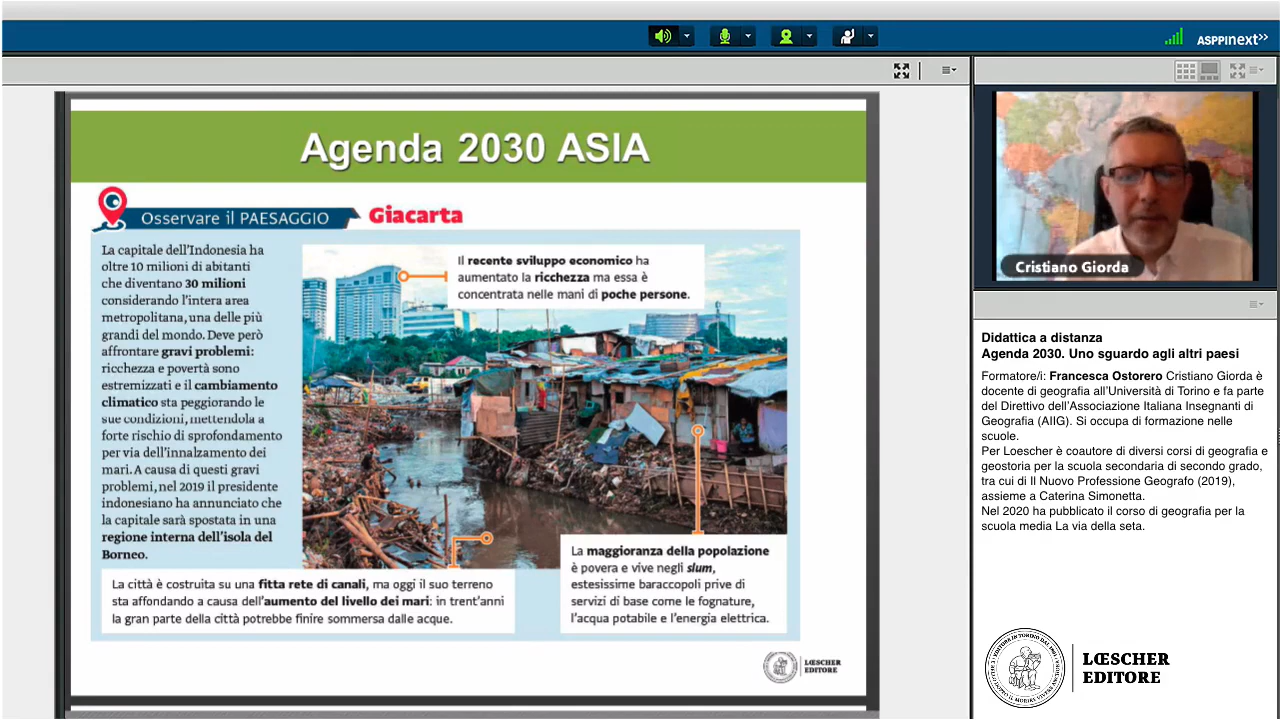 ASPPInext>>
Agenda 2030 ASIA
Osservare il PAESAGGIO
Giacarta
La capitale dell'Indonesia ha
oltre 10 milioni di abitanti
che diventano 30 milioni
considerando l'intera area
metropolitana, una delle più
grandi del mondo. Deve però
affrontare gravi problemi:
ricchezza e povertà sono
estremizzati e il cambiamento
climatico sta peggiorando le
sue condizioni, mettendola a
forte rischio di sprofondamento
per via dell'innalzamento dei
mari. A causa di questi gravi
problemi, nel 2019 il presidente
indonesiano ha annunciato che
la capitale sarà spostata in una
regione interna dell'isola del
Borneo.
Il recente sviluppo economico ha
aumentato la ricchezza ma essa è
concentrata nelle mani di poche persone.
La città è costruita su una fitta rete di canali, ma oggi il suo terreno
sta affondando a causa dell'aumento del livello dei mari: in trent'anni
la gran parte della città potrebbe finire sommersa dalle acque.
La maggioranza della popolazione
è povera e vive negli slum,
estesissime baraccopoli prive di
servizi di base come le fognature,
l'acqua potabile e l'energia elettrica.
LŒSCHER
EDITORE
Cristiano Giorda
Didattica a distanza
Agenda 2030. Uno sguardo agli altri paesi
Formatore/i: Francesca Ostorero Cristiano Giorda è
docente di geografia all'Università di Torino e fa parte
del Direttivo dell'Associazione Italiana Insegnanti di
Geografia (AIIG). Si occupa di formazione nelle
scuole.
Per Loescher è coautore di diversi corsi di geografia e
geostoria per la scuola secondaria di secondo grado,
tra cui di Il Nuovo Professione Geografo (2019),
assieme a Caterina Simonetta.
Nel 2020 ha pubblicato il corso di geografia per la
scuola media La via della seta.
LŒSCHER
EDITORE